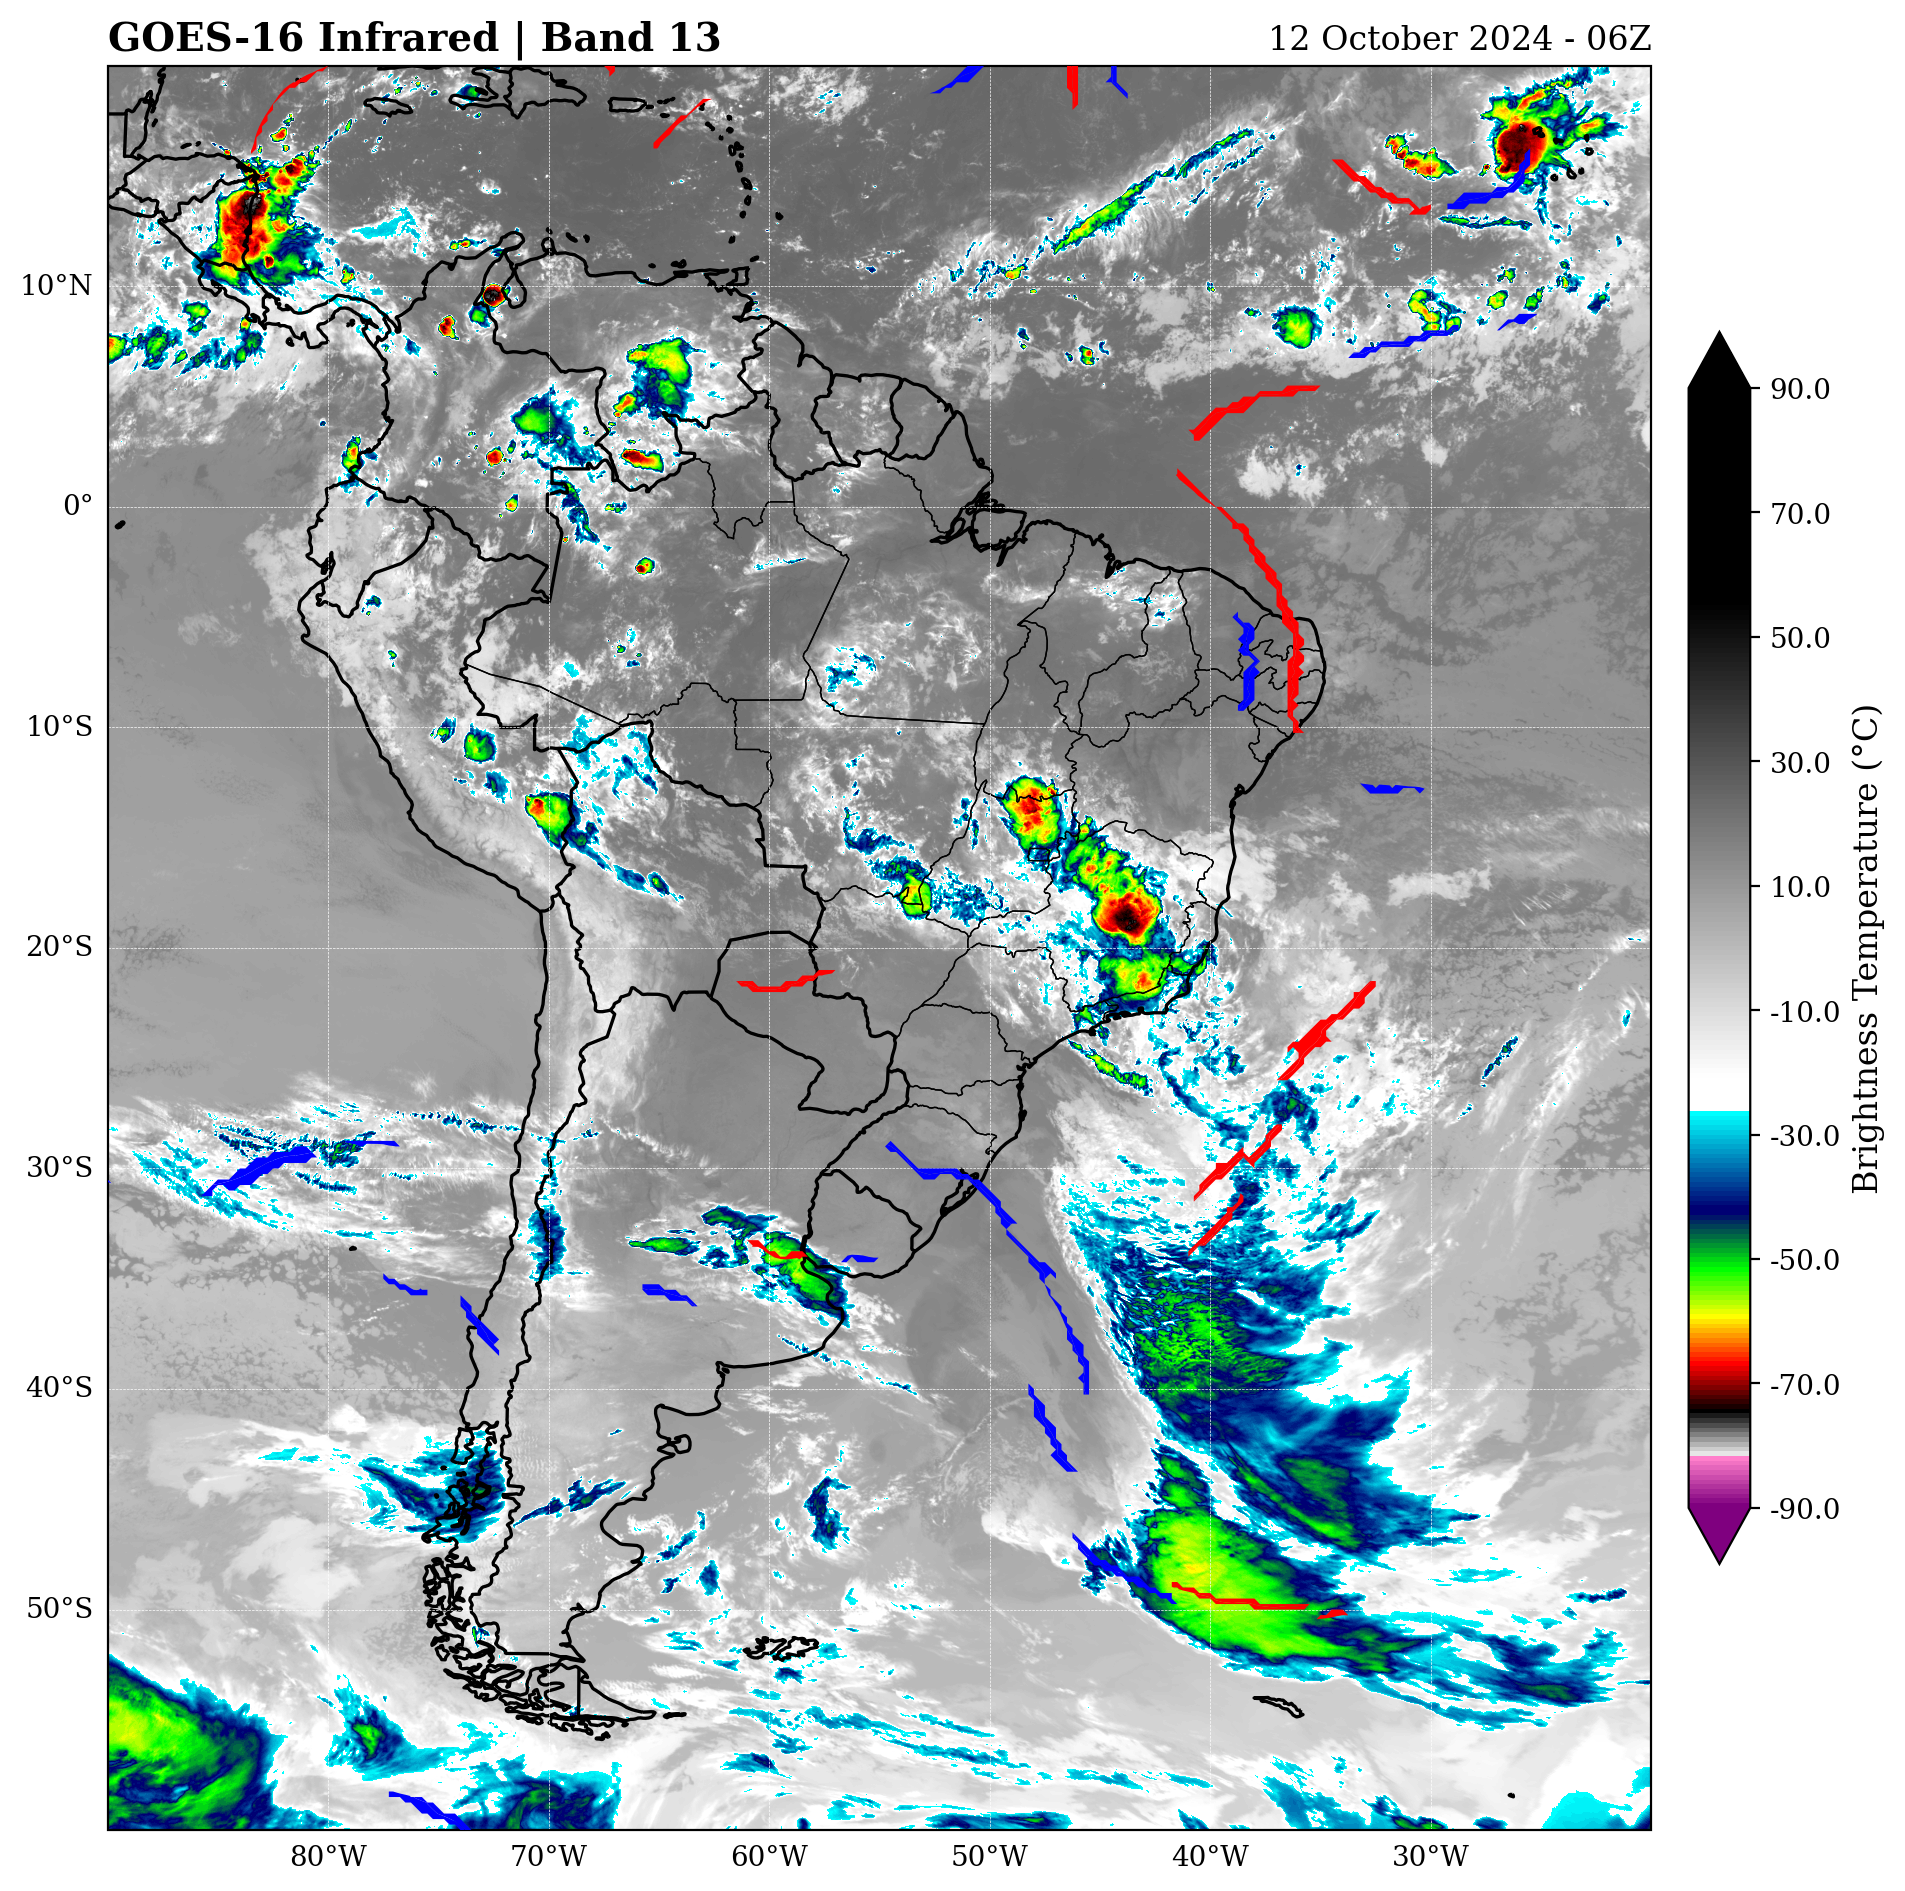 GOES-16 Infrared | Band 13
12 October 2024 - 06Z
10°N
0°
10°S
20°S
30°S
40°S
50°S
80°W
70°W
60°W
50°W
40°W
30°W
90.0
70.0
50.0
30.0
10.0
-10.0
-30.0
-50.0
-70.0
-90.0
Brightness Temperature (°C)